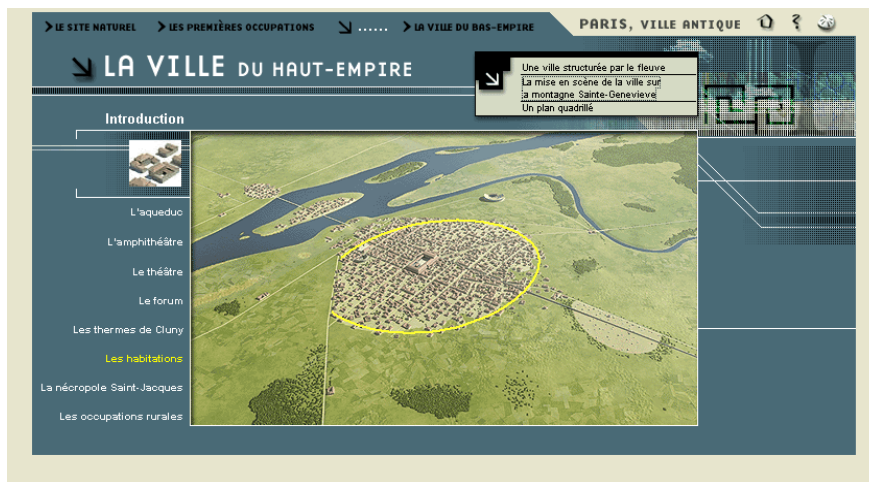 LE SITE NATUREL
LES PREMIÈRES OCCUPATIONS
......
LA VILLE DU BAS-EMPIRE
PARIS, VILLE ANTIQUE
?
LA VILLE DU HAUT-EMPIRE
Une ville structurée par le fleuve
La mise en scène de la ville sur
la montagne Sainte-Genevieve
Un plan quadrillé
Introduction
L'aqueduc
L'amphithéâtre
Le théâtre
Le forum
Les thermes de Cluny
Les habitations
La nécropole Saint-Jacques
Les occupations rurales